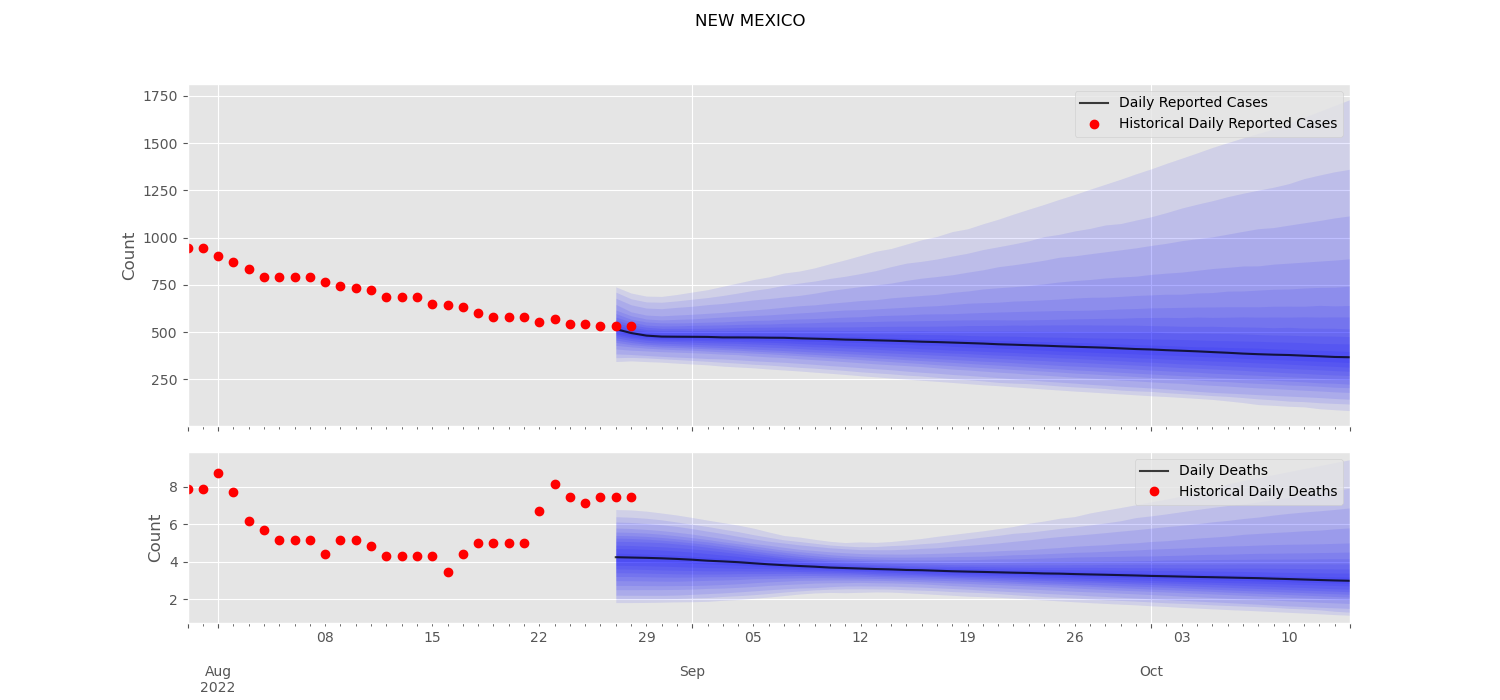 NEW MEXICO
1750
1500
1250
1000
750
500
250
Count
Daily Reported Cases
Historical Daily Reported Cases
8
6
4
2
Count
Daily Deaths
Historical Daily Deaths
08 15 22 29 05 12 19 26 03 10
Aug Sep Oct
2022